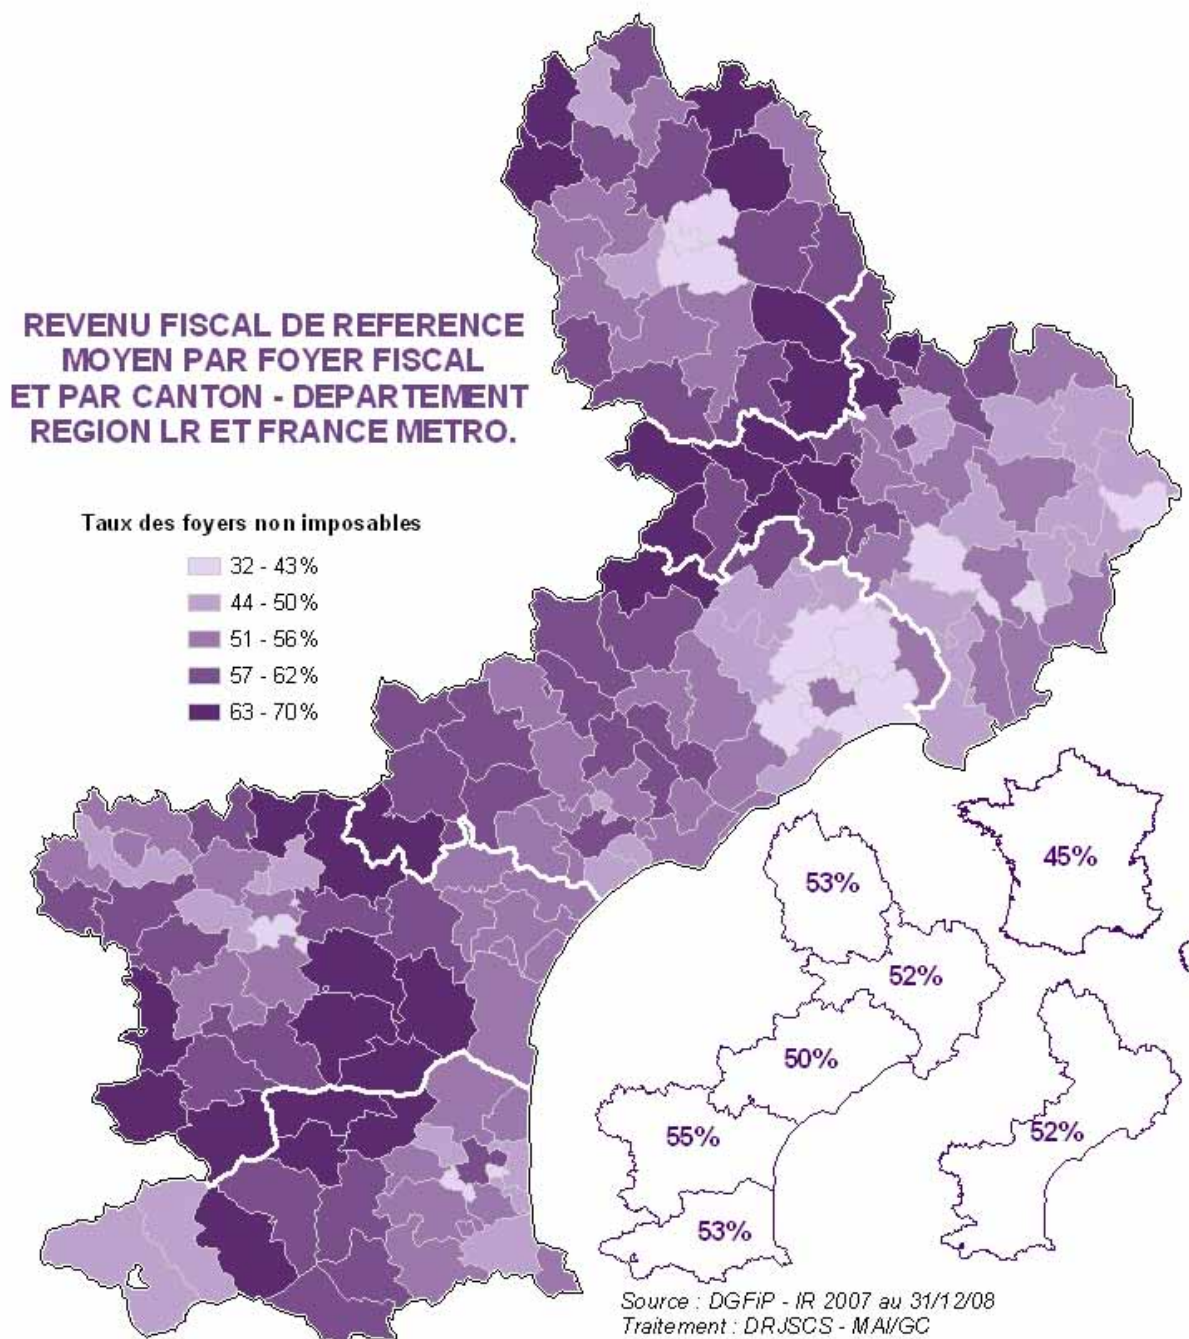 REVENU FISCAL DE REFERENCE
MOYEN PAR FOYER FISCAL
ET PAR CANTON - DEPARTEMENT
REGION LR ET FRANCE METRO.
Taux des foyers non imposables
32 - 43%
44 - 50%
51 - 56%
57 - 62%
63 - 70%
45%
53%
52%
50%
52%
55%
53%
Source : DGFiP - IR 2007 au 31/12/08
Traitement : DRJSCS - MAI/GC